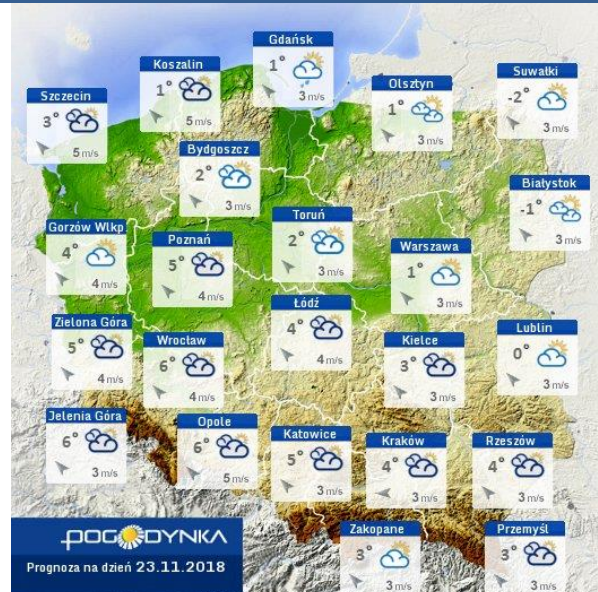 Gdańsk
1°
3 m/s
Koszalin
1°
5 m/s
Suwałki
-2°
3 m/s
Olsztyn
1°
3 m/s
Szczecin
3°
5 m/s
Bydgoszcz
2°
3 m/s
Białystok
-1°
3 m/s
Toruń
2°
3 m/s
Gorzów Wlkp
4°
4 m/s
Poznań
5°
4 m/s
Warszawa
1°
3 m/s
Łódź
4°
4 m/s
Zielona Góra
5°
4 m/s
Wrocław
6°
4 m/s
Kielce
3°
3 m/s
Lublin
0°
3 m/s
Jelenia Góra
6°
3 m/s
Opole
6°
5 m/s
Katowice
5°
3 m/s
Kraków
4°
3 m/s
Rzeszów
4°
3 m/s
Zakopane
3°
3 m/s
Przemyśl
3°
3 m/s
POGODYNKA
Prognoza na dzień 23.11.2018